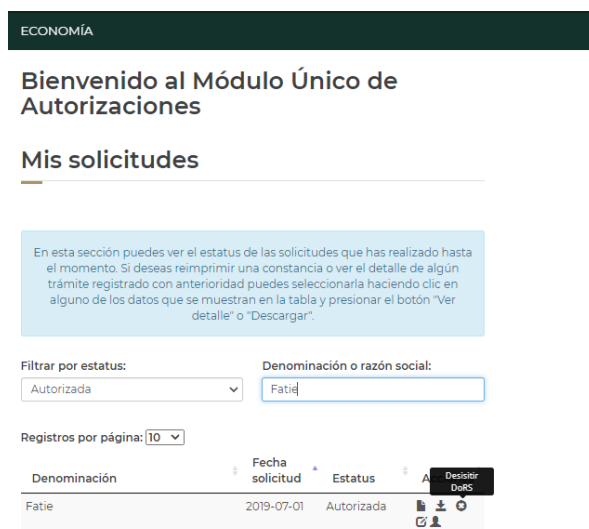 ECONOMÍA
Bienvenido al Módulo Único de
Autorizaciones
Mis solicitudes
En esta sección puedes ver el estatus de las solicitudes que has realizado hasta
el momento. Si deseas reimprimir una constancia o ver el detalle de algún
trámite registrado con anterioridad puedes seleccionarla haciendo clic en
alguno de los datos que se muestran en la tabla y presionar el botón "Ver
detalle" o "Descargar".
Filtrar por estatus:
Denominación o razón social:
Autorizada
Fatie
Registros por página: 10
Denominación
Fecha
solicitud
Estatus
Desisitir
DoRS
Fatie
2019-07-01
Autorizada